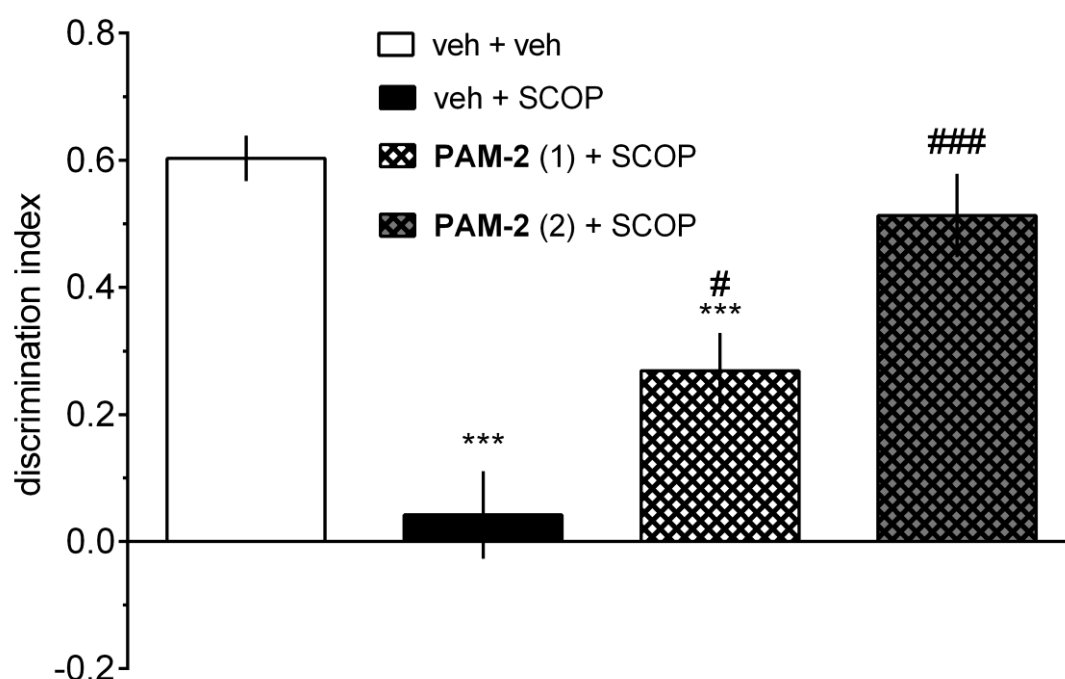 0.8
0.6
0.4
0.2
0.0
-0.2
discrimination index
veh + veh
veh + SCOP
PAM-2 (1) + SCOP
PAM-2 (2) + SCOP
***
#
***
###